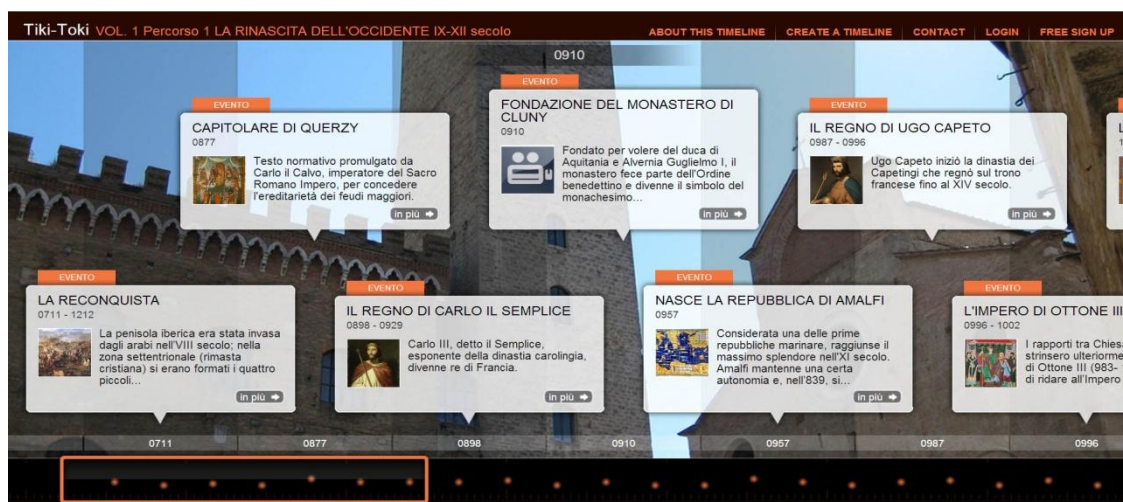 Tiki-Toki VOL. 1 Percorso 1 LA RINASCITA DELL'OCCIDENTE IX-XII secolo
ABOUT THIS TIMELINE CREATE A TIMELINE CONTACT LOGIN FREE SIGN UP
0910
EVENTO
CAPITOLARE DI QUERZY
0877
Testo normativo promulgato da
Carlo il Calvo, imperatore del Sacro
Romano Impero, per concedere
l'ereditarietà dei feudi maggiori.
in più
EVENTO
FONDAZIONE DEL MONASTERO DI
CLUNY
0910
Fondato per volere del duca di
Aquitania e Alvernia Guglielmo I, il
monastero fece parte dell'Ordine
benedettino e divenne il simbolo del
monachesimo...
in più
EVENTO
IL REGNO DI UGO CAPETO
0987 - 0996
Ugo Capeto iniziò la dinastia dei
Capetingi che regnò sul trono
francese fino al XIV secolo.
in più
L
1
EVENTO
LA RECONQUISTA
0711 - 1212
La penisola iberica era stata invasa
dagli arabi nell'VIII secolo; nella
zona settentrionale (rimasta
cristiana) si erano formati i quattro
piccoli...
in più
EVENTO
IL REGNO DI CARLO IL SEMPLICE
0898 - 0929
Carlo III, detto il Semplice,
esponente della dinastia carolingia,
divenne re di Francia.
in più
EVENTO
NASCE LA REPUBBLICA DI AMALFI
0957
Considerata una delle prime
repubbliche marinare, raggiunse il
massimo splendore nell'XI secolo.
Amalfi mantenne una certa
autonomia e, nell'839, si...
in più
EVENTO
L'IMPERO DI OTTONE III
0996 - 1002
I rapporti tra Chiesa
strinsero ulteriorme
di Ottone III (983-
di ridare all'Impero
0711 0877 0898 0910 0957 0987 0996